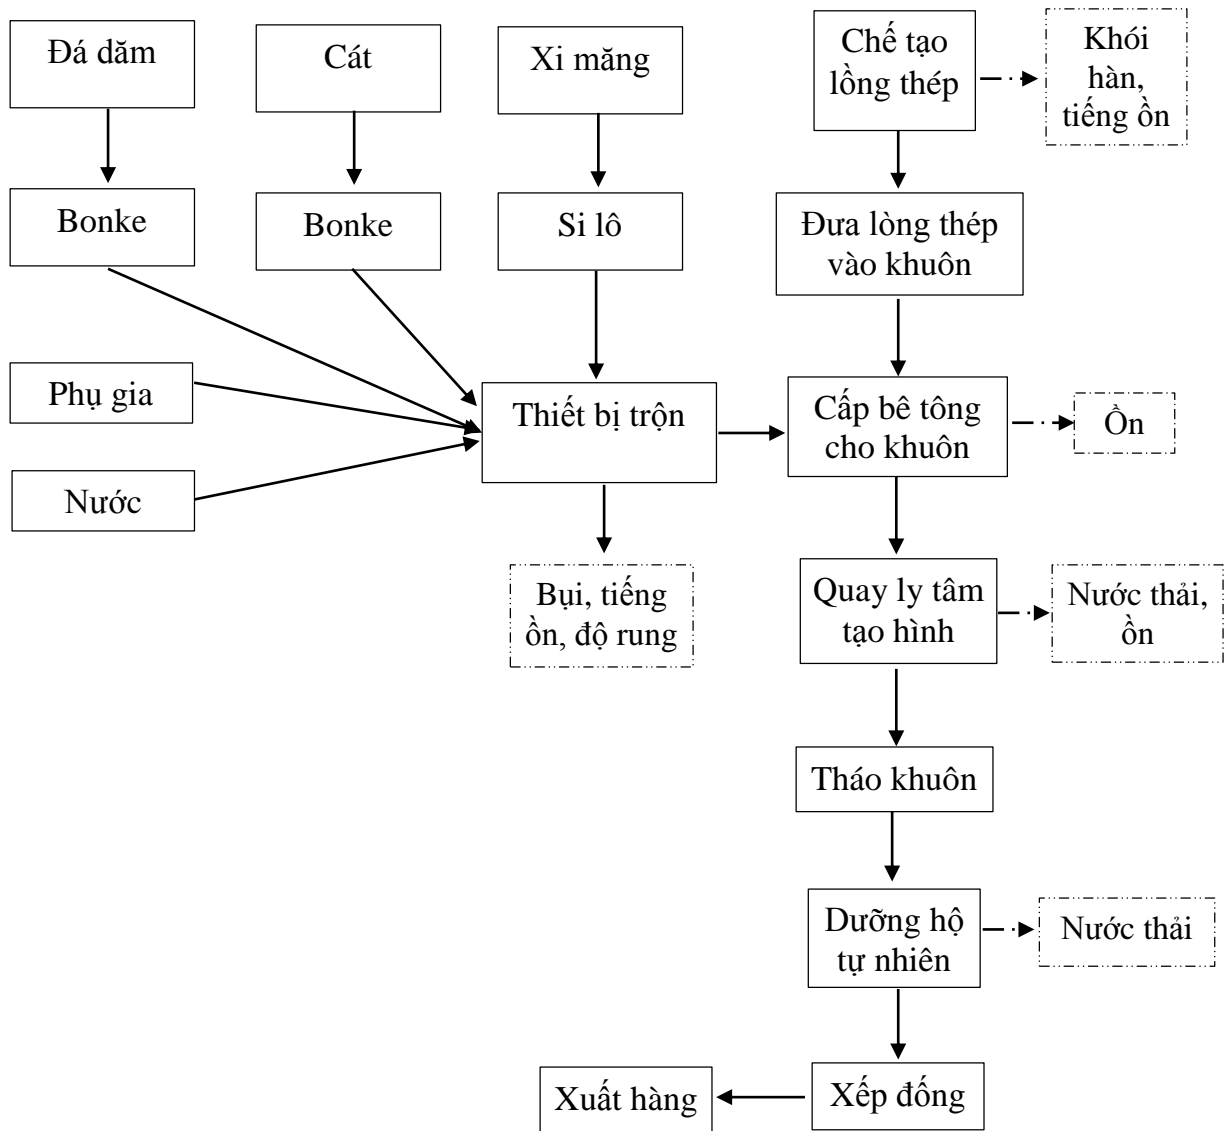 Đá dăm
Cát
Xi măng
Chế tạo
lồng thép
Khói
hàn,
tiếng ồn
Bonke
Bonke
Si lô
Đưa lòng thép
vào khuôn
Phụ gia
Thiết bị trộn
Cấp bê tông
cho khuôn
Ồn
Nước
Bụi, tiếng
ồn, độ rung
Quay ly tâm
tạo hình
Nước thải,
ồn
Tháo khuôn
Dưỡng hộ
tự nhiên
Nước thải
Xuất hàng
Xếp đống